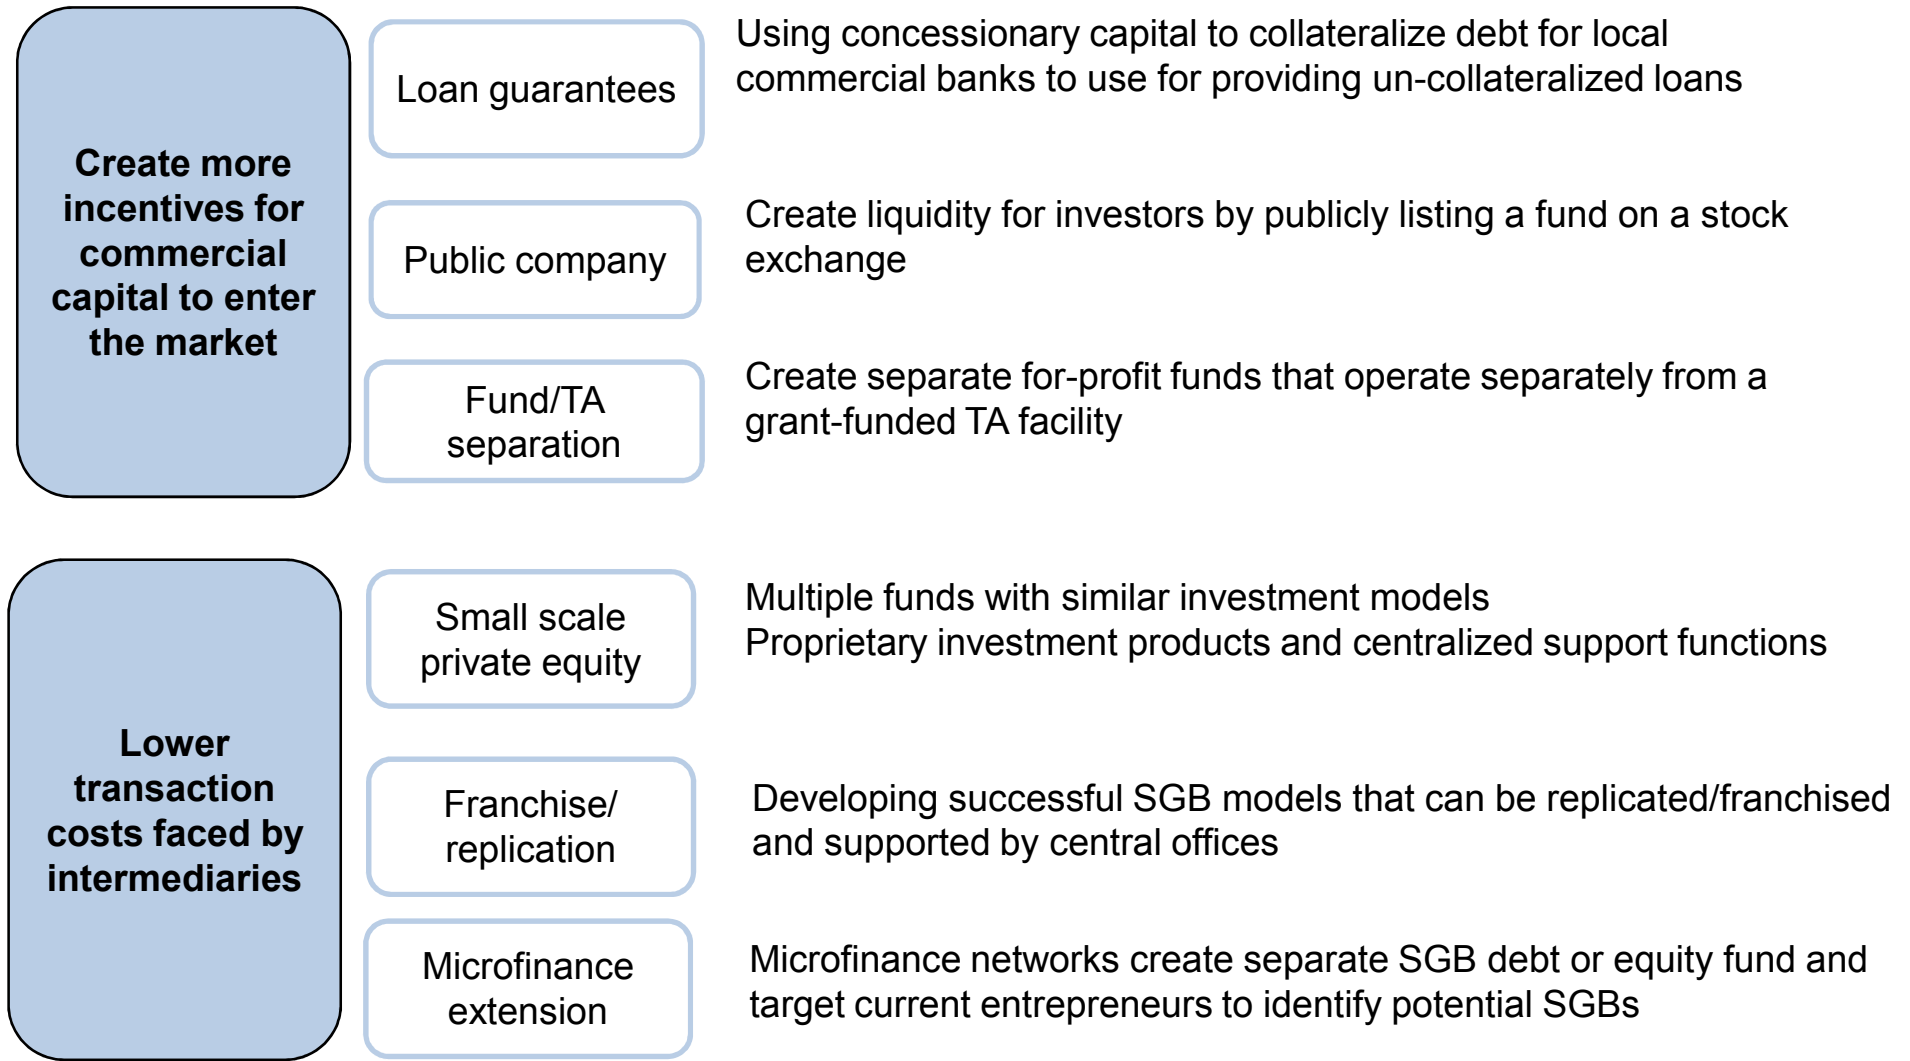 Create more
incentives for
commercial
capital to enter
the market
Loan guarantees
Using concessionary capital to collateralize debt for local
commercial banks to use for providing un-collateralized loans
Public company
Create liquidity for investors by publicly listing a fund on a stock
exchange
Fund/TA
separation
Create separate for-profit funds that operate separately from a
grant-funded TA facility
Lower
transaction
costs faced by
intermediaries
Small scale
private equity
Multiple funds with similar investment models
Proprietary investment products and centralized support functions
Franchise/
replication
Developing successful SGB models that can be replicated/franchised
and supported by central offices
Microfinance
extension
Microfinance networks create separate SGB debt or equity fund and
target current entrepreneurs to identify potential SGBs